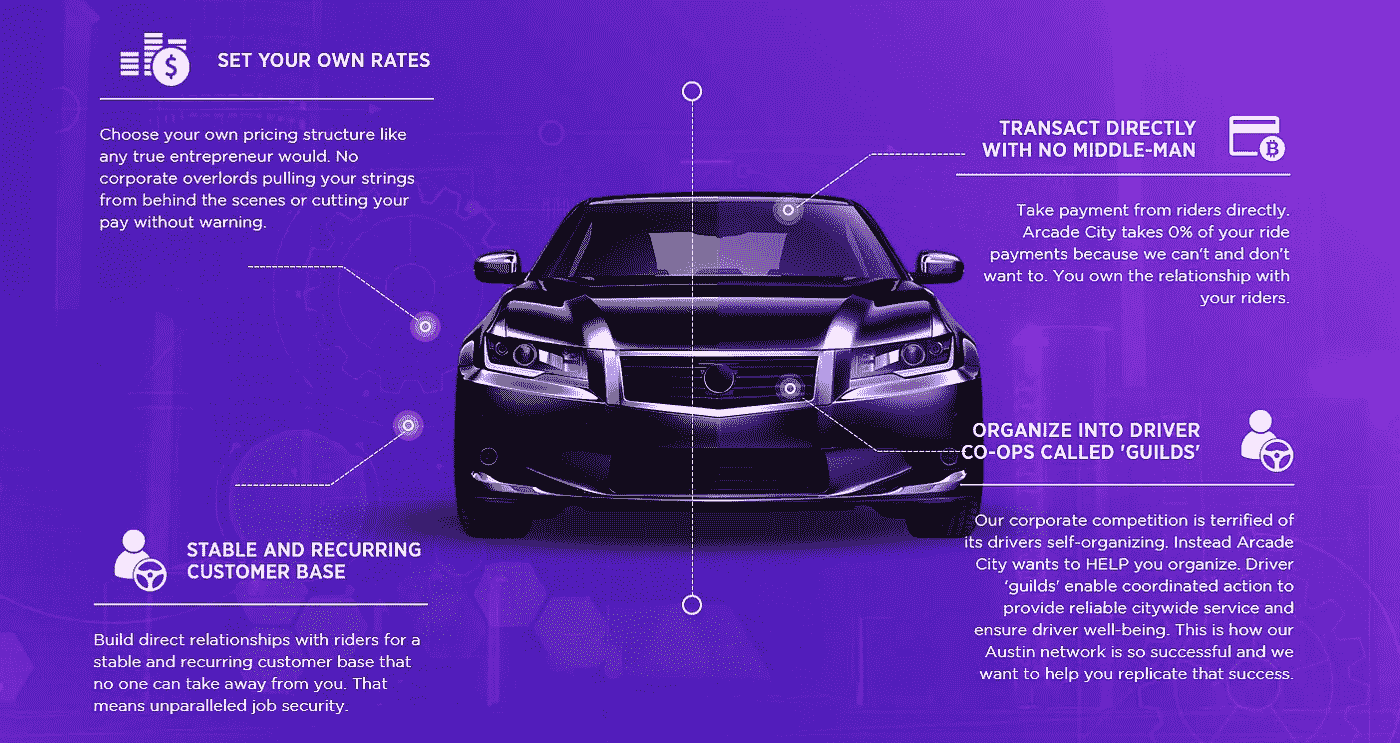 SET YOUR OWN RATES
Choose your own pricing structure like
any true entrepreneur would. No
corporate overlords pulling your strings
from behind the scenes or cutting your
pay without warning.
TRANSACT DIRECTLY
WITH NO MIDDLE-MAN
Take payment from riders directly.
Arcade City takes 0% of your ride
payments because we can't and don't
want to. You own the relationship with
your riders.
STABLE AND RECURRING
CUSTOMER BASE
Build direct relationships with riders for a
stable and recurring customer base that
no one can take away from you. That
means unparalleled job security.
ORGANIZE INTO DRIVER
CO-OPS CALLED 'GUILDS'
Our corporate competition is terrified of
its drivers self-organizing. Instead Arcade
City wants to HELP you organize. Driver
'guilds' enable coordinated action to
provide reliable citywide service and
ensure driver well-being. This is how our
Austin network is so successful and we
want to help you replicate that success.